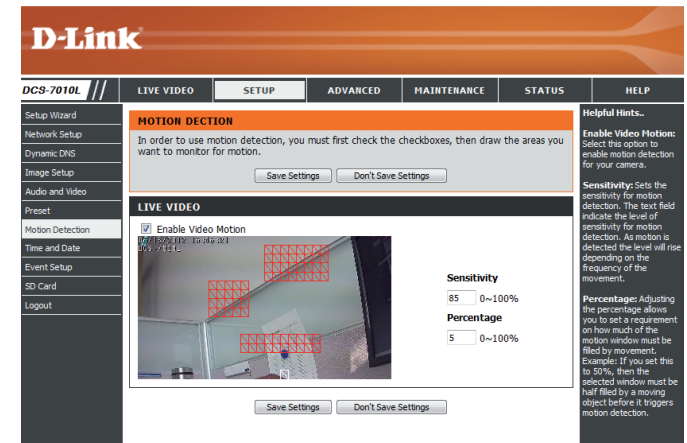 D-Link
DCS-7010L
LIVE VIDEO
SETUP
ADVANCED
MAINTENANCE
STATUS
HELP
Setup Wizard
Network Setup
Dynamic DNS
Image Setup
Audio and Video
Preset
Motion Detection
Time and Date
Event Setup
SD Card
Logout
MOTION DECTION
In order to use motion detection, you must first check the checkboxes, then draw the areas you
want to monitor for motion.
Save Settings
Don't Save Settings
LIVE VIDEO
Enable Video Motion
Sensitivity
85 0~100%
Percentage
5 0~100%
Save Settings
Don't Save Settings
Helpful Hints..
Enable Video Motion:
Select this option to
enable motion detection
for your camera.
Sensitivity: Sets the
sensitivity for motion
detection. The text field
indicate the level of
sensitivity for motion
detection. As motion is
detected the level will rise
depending on the
frequency of the
movement.
Percentage: Adjusting
the percentage allows
you to set a requirement
on how much of the
motion window must be
filled by movement.
Example: If you set this
to 50%, then the
selected window must be
half filled by a moving
object before it triggers
motion detection.